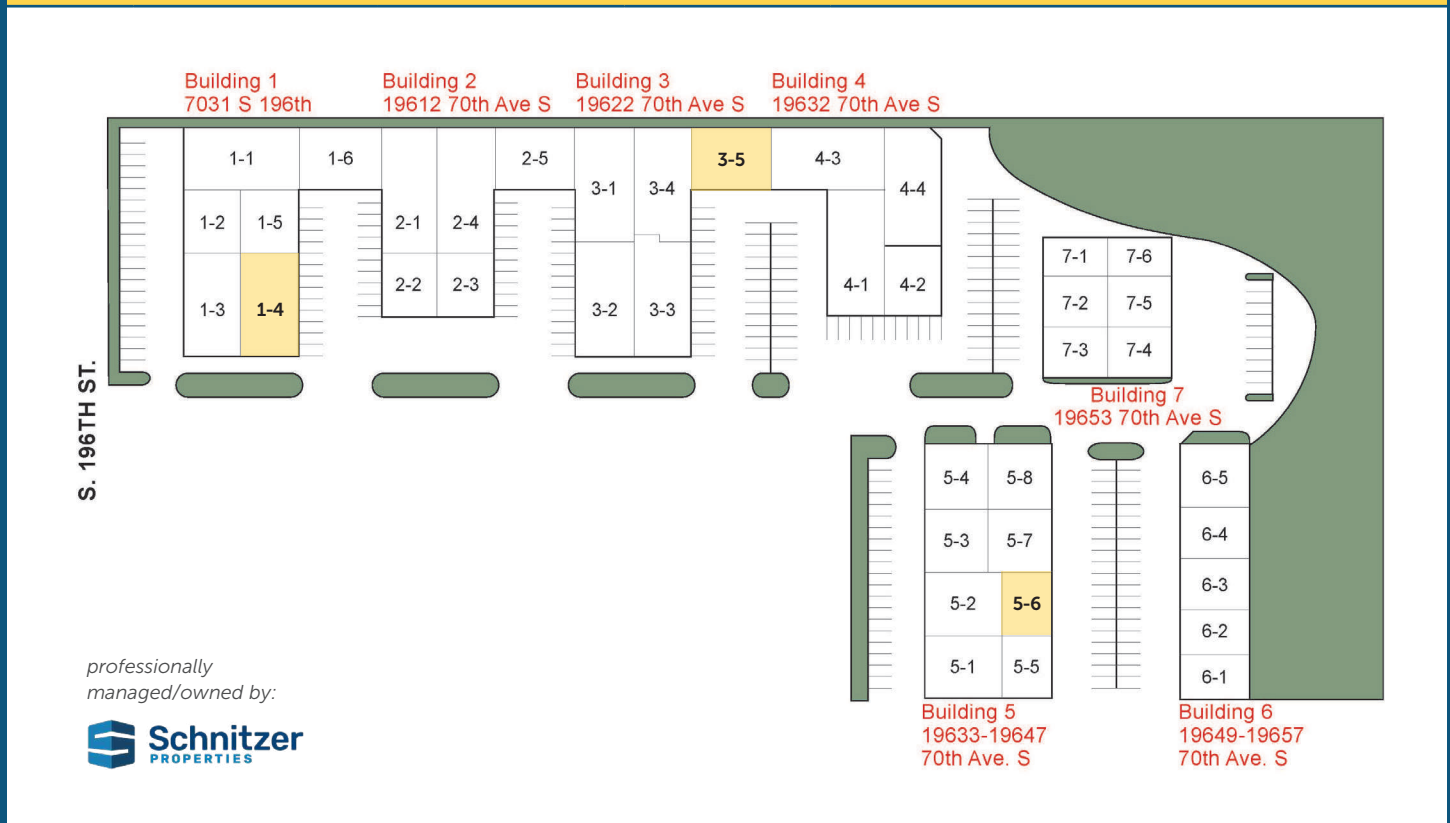 Building 1
7031 S 196th
Building 2
19612 70th Ave S
Building 3
19622 70th Ave S
Building 4
19632 70th Ave S
1-1
1-6
1-2
1-5
1-3
1-4
2-5
2-1
2-4
2-2
2-3
3-1
3-4
3-5
3-2
3-3
4-3
4-4
4-1
4-2
7-1
7-6
7-2
7-5
7-3
7-4
Building 7
19653 70th Ave S
S. 196TH ST.
5-4
5-8
5-3
5-7
5-2
5-6
5-1
5-5
Building 5
19633-19647
70th Ave. S
6-5
6-4
6-3
6-2
6-1
Building 6
19649-19657
70th Ave. S
professionally
managed/owned by:
Schnitzer
PROPERTIES